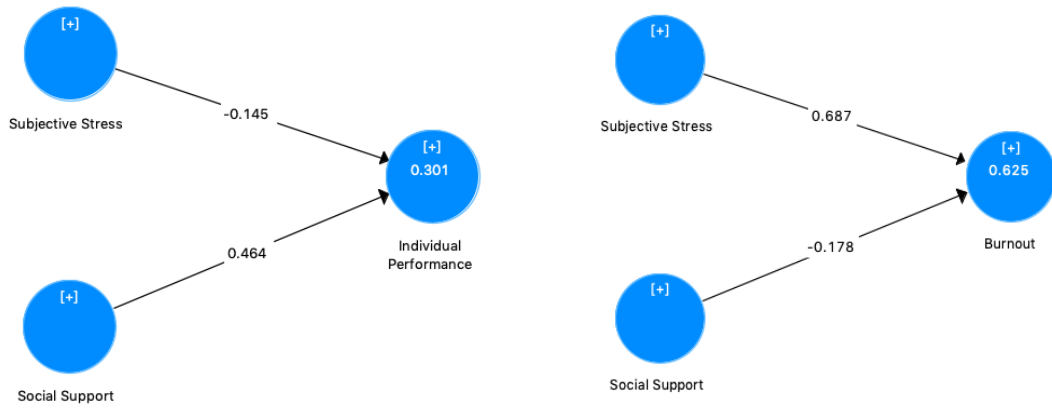 [+]
Subjective Stress
-0.145
[+]
0.301
Individual
Performance
0.464
[+]
Social Support
[+]
Subjective Stress
0.687
[+]
0.625
Burnout
-0.178
[+]
Social Support